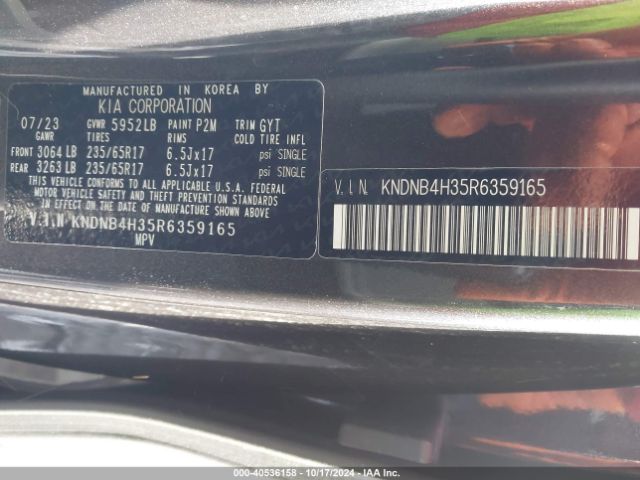 MANUFACTURED IN KOREA BY
KIA CORPORATION
07/23 GVWR 5952LB PAINT P2M TRIM GYT
GAWR TIRES RIMS COLD TIRE INFL
FRONT 3064 LB 235/65R17 6.5Jx17 psi SINGLE
REAR 3263 LB 235/65R17 6.5Jx17 psi SINGLE
THIS VEHICLE CONFORMS TO ALL APPLICABLE U.S.A. FEDERAL
MOTOR VEHICLE SAFETY AND THEFT PREVENTION STANDARDS
IN EFFECT ON THE DATE OF MANUFACTURE SHOWN ABOVE.
V.I.N KNDNB4H35R6359165
MPV
V.I.N. KNDNB4H35R6359165
000-40536158 - 10/17/2024 - IAA Inc.